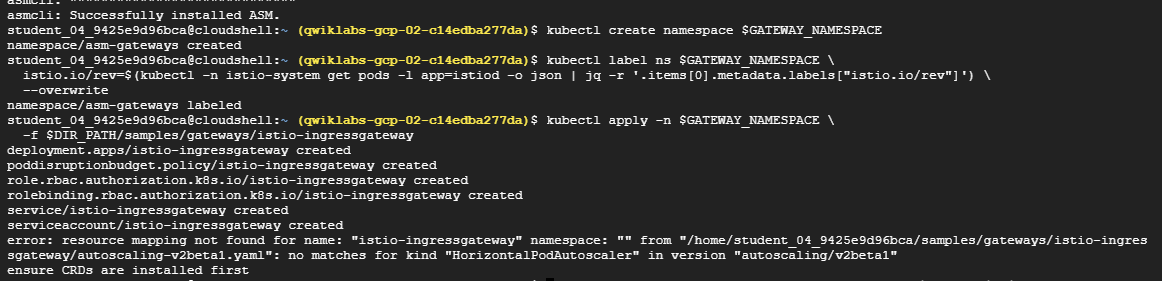 asmcli: Successfully installed ASM.
student_04_9425e9d96bca@cloudshell:~ (qwiklabs-gcp-02-c14edba277da)$ kubectl create namespace $GATEWAY_NAMESPACE
namespace/asm-gateways created
student_04_9425e9d96bca@cloudshell:~ (qwiklabs-gcp-02-c14edba277da)$ kubectl label ns $GATEWAY_NAMESPACE \
  istio.io/rev=$(kubectl -n istio-system get pods -l app=istiod -o json | jq -r '.items[0].metadata.labels["istio.io/rev"]') \
  --overwrite
namespace/asm-gateways labeled
student_04_9425e9d96bca@cloudshell:~ (qwiklabs-gcp-02-c14edba277da)$ kubectl apply -n $GATEWAY_NAMESPACE \
  -f $DIR_PATH/samples/gateways/istio-ingressgateway
deployment.apps/istio-ingressgateway created
poddisruptionbudget.policy/istio-ingressgateway created
role.rbac.authorization.k8s.io/istio-ingressgateway created
rolebinding.rbac.authorization.k8s.io/istio-ingressgateway created
service/istio-ingressgateway created
serviceaccount/istio-ingressgateway created
error: resource mapping not found for name: "istio-ingressgateway" namespace: "" from "/home/student_04_9425e9d96bca/samples/gateways/istio-ingres
sgateway/autoscaling-v2beta1.yaml": no matches for kind "HorizontalPodAutoscaler" in version "autoscaling/v2beta1"
ensure CRDs are installed first